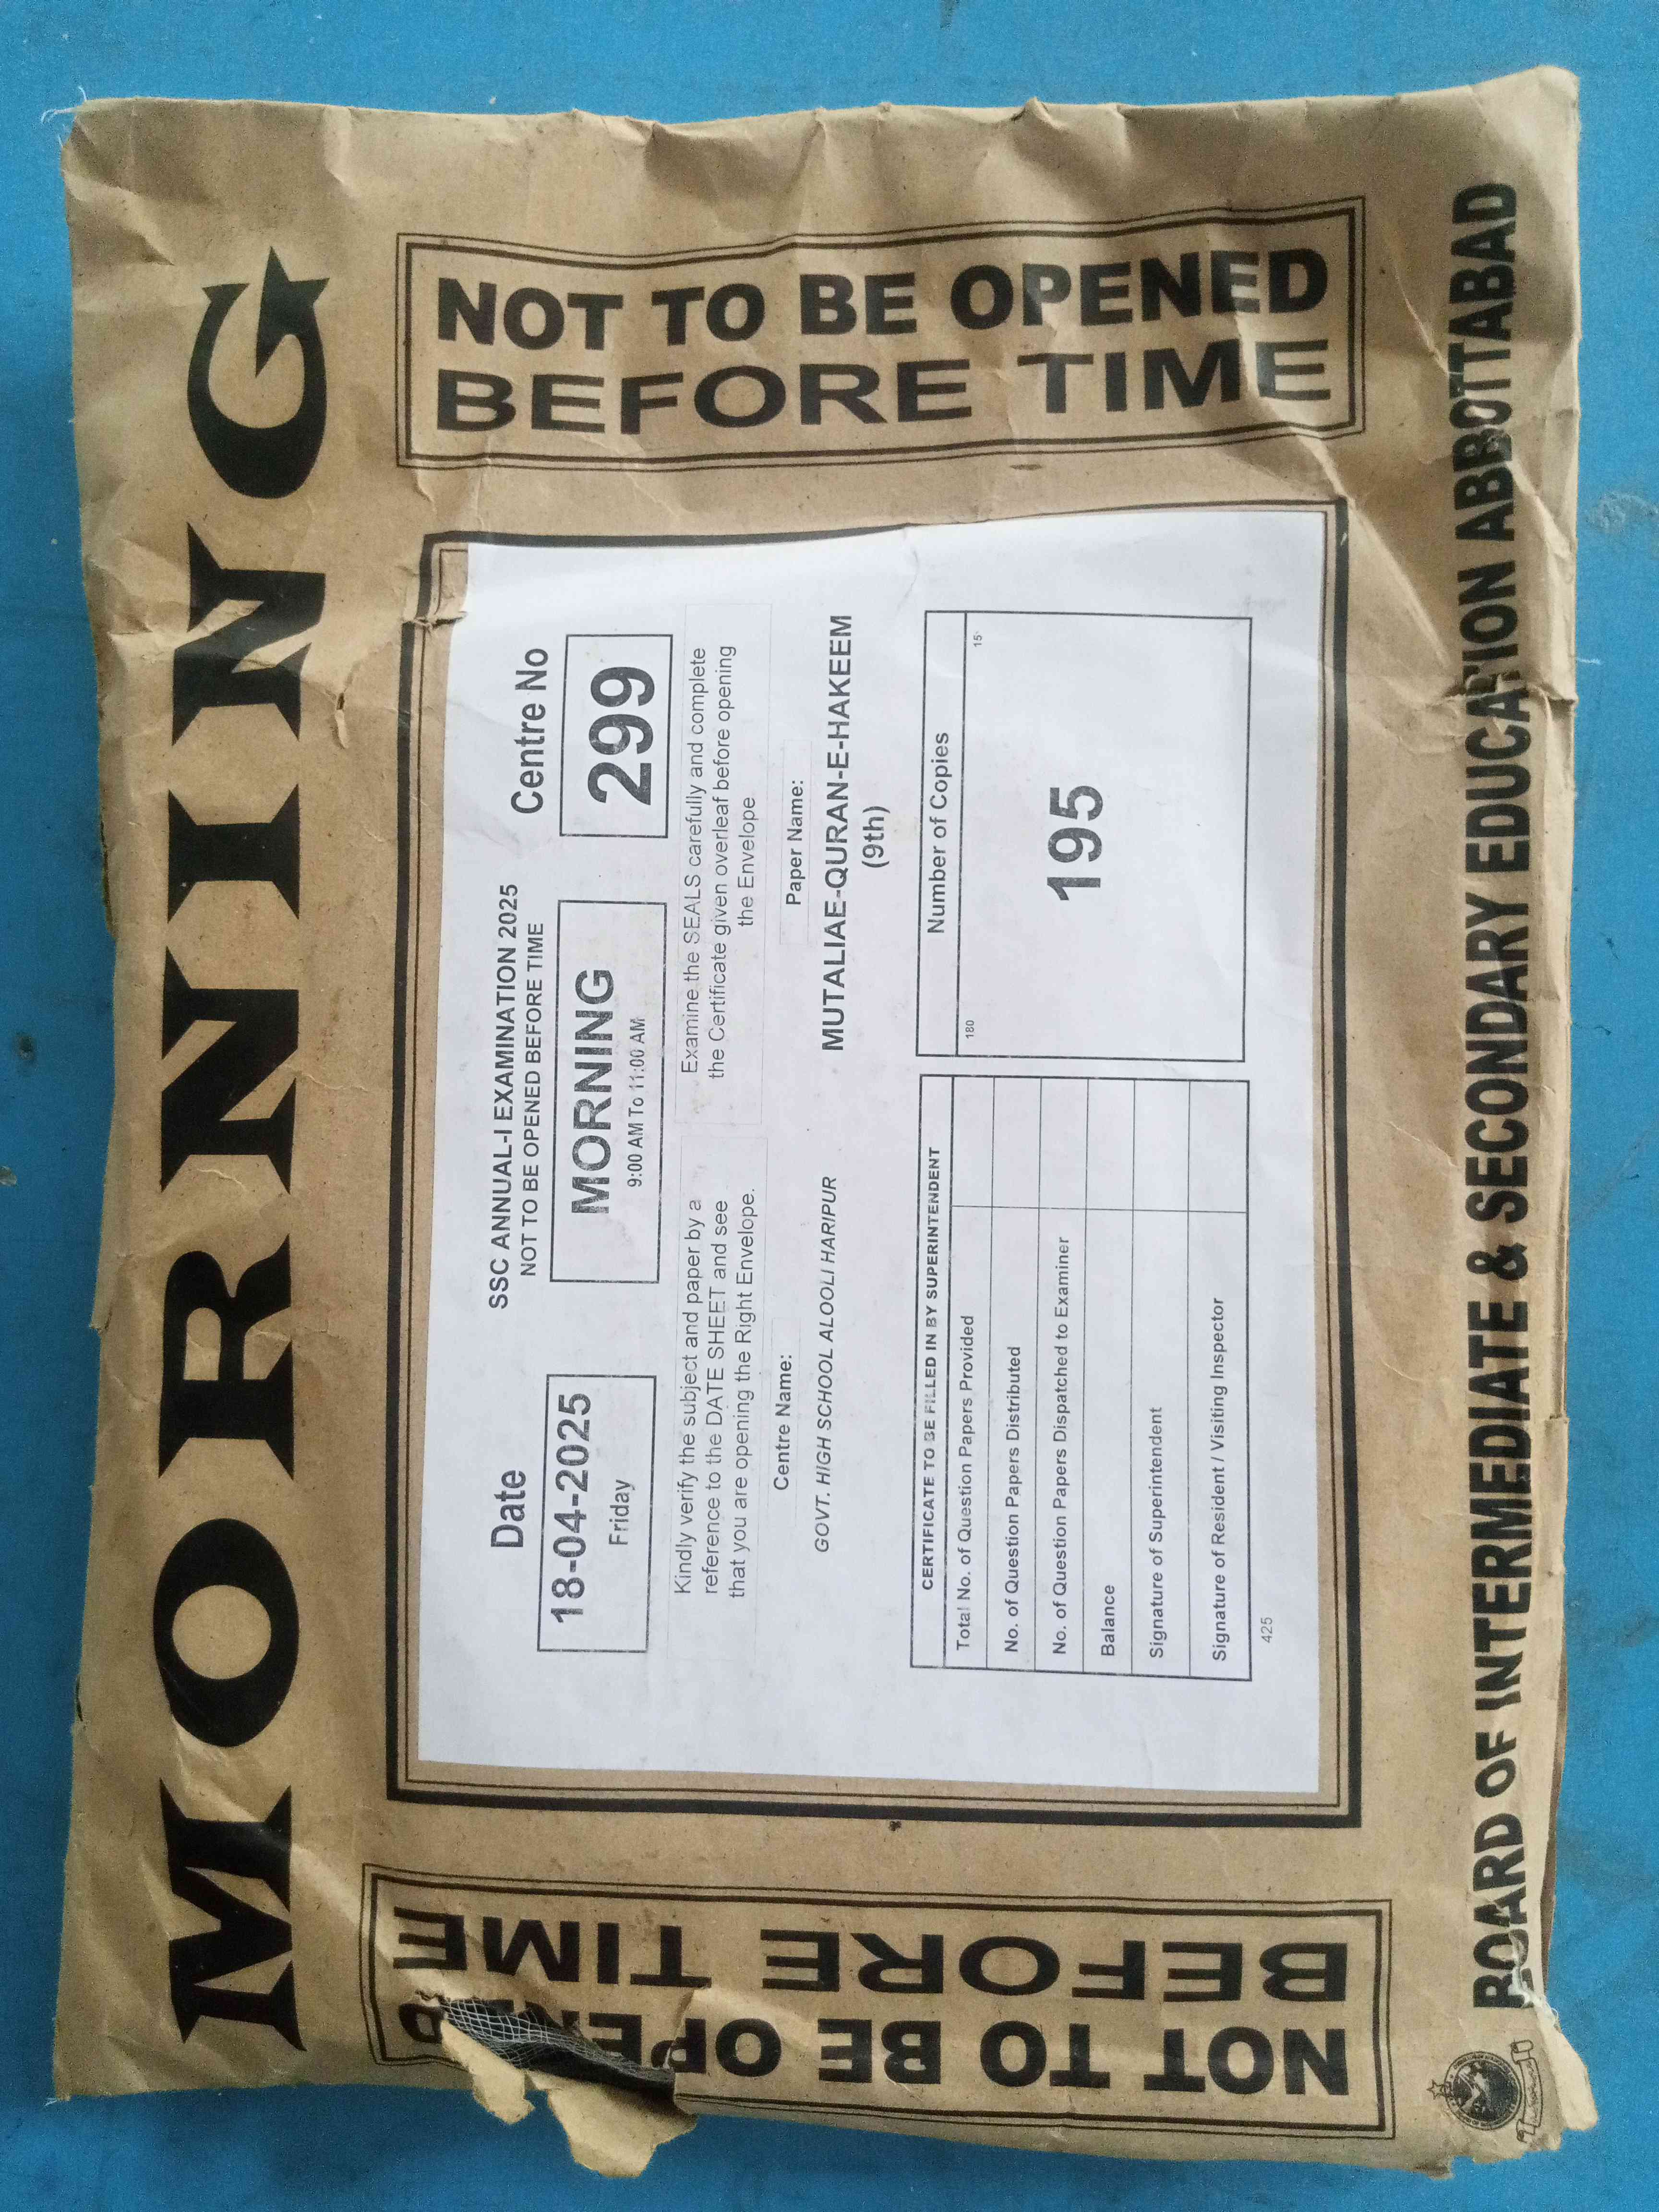 MORNING
NOT TO BE OPENED
BEFORE TIME
SSC ANNUAL-I EXAMINATION 2025
NOT TO BE OPENED BEFORE TIME
Date
18-04-2025
Friday
MORNING
9:00 AM To 11:00 AM
Centre No
299
Kindly verify the subject and paper by a
reference to the DATE SHEET and see
that you are opening the Right Envelope.
Examine the SEALS carefully and complete
the Certificate given overleaf before opening
the Envelope
Centre Name:
GOVT. HIGH SCHOOL ALOOLI HARIPUR
Paper Name:
MUTALIAE-QURAN-E-HAKEEM
(9th)
CERTIFICATE TO BE FILLED IN BY SUPERINTENDENT
Total No. of Question Papers Provided
No. of Question Papers Distributed
No. of Question Papers Dispatched to Examiner
Balance
Signature of Superintendent
Signature of Resident / Visiting Inspector
425
Number of Copies
180 15
195
NOT TO BE OPENED
BEFORE TIME
BOARD OF INTERMEDIATE & SECONDARY EDUCATION ABBOTTABAD